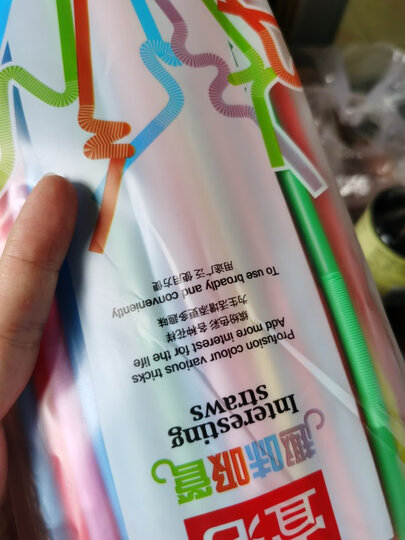 宜
趣味吸管
Interesting
straws
Profusion colour various tricks
Add more interest for the life
缤纷色彩 各种花样
为生活增添更多趣味
To use broadly and conveniently
用途广泛 使用方便